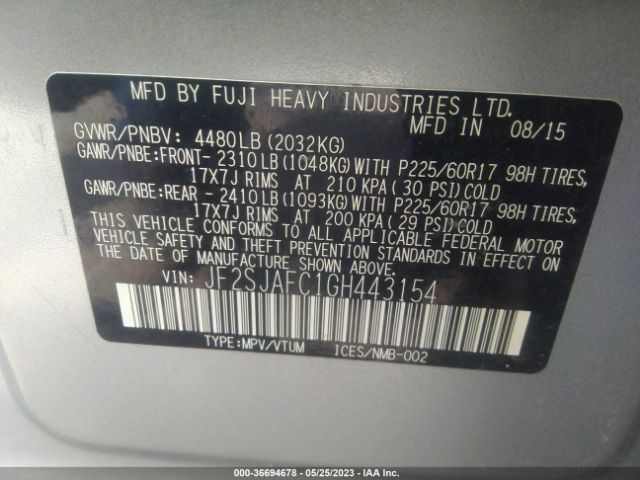 MFD BY FUJI HEAVY INDUSTRIES LTD.
MFD IN 08/15
GVWR/PNBV: 4480LB(2032KG)
GAWR/PNBE:FRONT- 2310LB(1048KG)WITH P225/60R17 98H TIRES,
17X7J RIMS AT 210 KPA( 30 PSI)COLD
GAWR/PNBE:REAR - 2410LB(1093KG)WITH P225/60R17 98H TIRES,
17X7J RIMS AT 200 KPA( 29 PSI)COLD
THIS VEHICLE CONFORMS TO ALL APPLICABLE FEDERAL MOTOR
VEHICLE SAFETY AND THEFT PREVENTION STANDARDS IN EFFECT ON
THE DATE OF MANUFACTURE SHOWN ABOVE.
VIN: JF2SJAFC1GH443154
TYPE:MPV/VTUM ICES/NMB-002
000-36694678 - 05/25/2023 - IAA Inc.